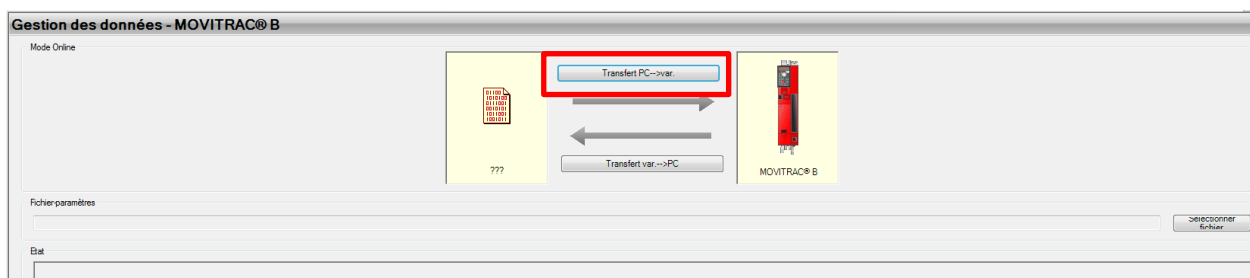 Gestion des données - MOVITRAC® B
Mode Online
Transfert PC-->var.
???
Transfert var.-->PC
MOVITRAC® B
Fichier-paramètres
Sélectionner
fichier
Etat